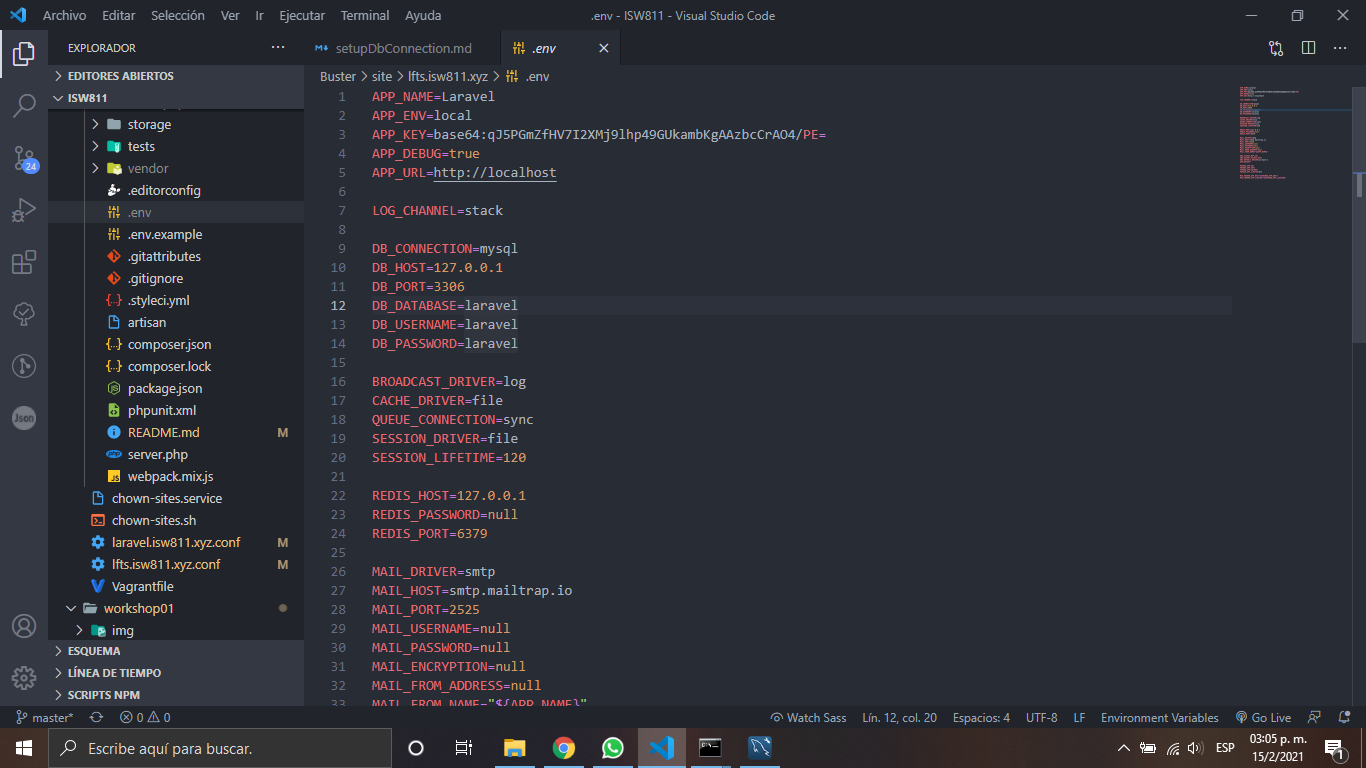 Archivo Editar Selección Ver Ir Ejecutar Terminal Ayuda
.env - ISW811 - Visual Studio Code
EXPLORADOR
setupDbConnection.md
.env
EDITORES ABIERTOS
ISW811
storage
tests
vendor
.editorconfig
.env
.env.example
.gitattributes
.gitignore
.styleci.yml
artisan
composer.json
composer.lock
package.json
phpunit.xml
README.md M
server.php
webpack.mix.js
chown-sites.service
chown-sites.sh
laravel.isw811.xyz.conf M
lfts.isw811.xyz.conf M
Vagrantfile
workshop01
img
ESQUEMA
LÍNEA DE TIEMPO
SCRIPTS NPM
24
Json
Buster > site > lfts.isw811.xyz > .env
1 APP_NAME=Laravel
2 APP_ENV=local
3 APP_KEY=base64:qJ5PGmZfHV7I2XMj9lhp49GUkambKgAAzbcCrAO4/PE=
4 APP_DEBUG=true
5 APP_URL=http://localhost
6
7 LOG_CHANNEL=stack
8
9 DB_CONNECTION=mysql
10 DB_HOST=127.0.0.1
11 DB_PORT=3306
12 DB_DATABASE=laravel
13 DB_USERNAME=laravel
14 DB_PASSWORD=laravel
15
16 BROADCAST_DRIVER=log
17 CACHE_DRIVER=file
18 QUEUE_CONNECTION=sync
19 SESSION_DRIVER=file
20 SESSION_LIFETIME=120
21
22 REDIS_HOST=127.0.0.1
23 REDIS_PASSWORD=null
24 REDIS_PORT=6379
25
26 MAIL_DRIVER=smtp
27 MAIL_HOST=smtp.mailtrap.io
28 MAIL_PORT=2525
29 MAIL_USERNAME=null
30 MAIL_PASSWORD=null
31 MAIL_ENCRYPTION=null
32 MAIL_FROM_ADDRESS=null
33 MAIL_FROM_NAME="${APP_NAME}"
master* 0 0
Watch Sass Lín. 12, col. 20 Espacios: 4 UTF-8 LF Environment Variables Go Live
Escribe aquí para buscar.
ESP
03:05 p. m.
15/2/2021
1